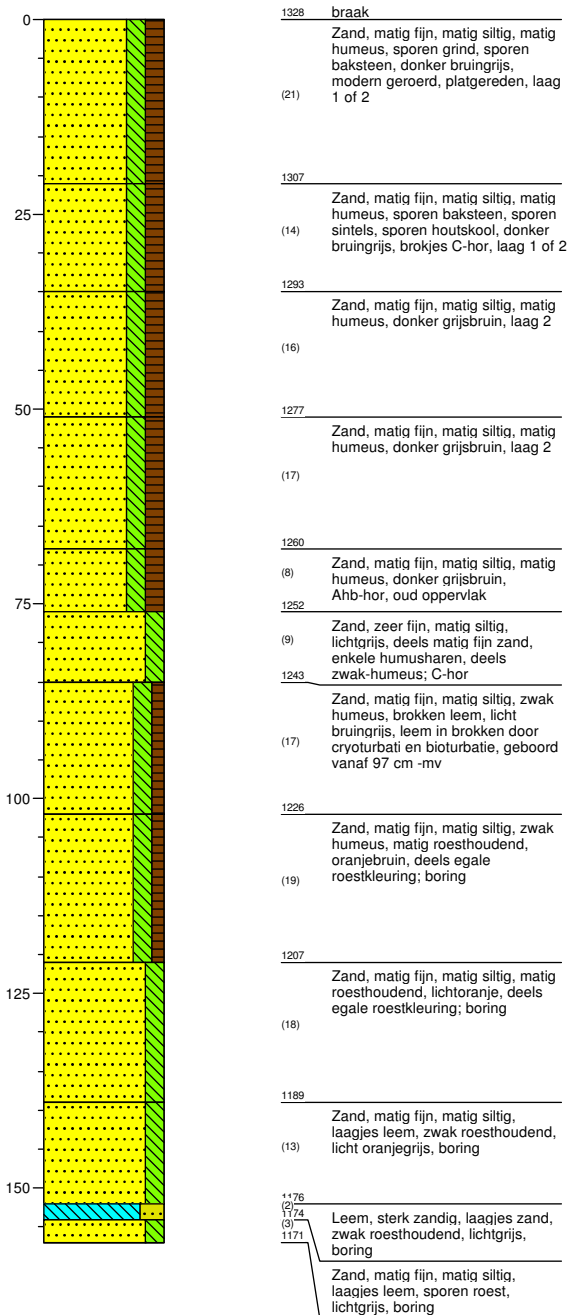 0
25
50
75
100
125
150
1328 braak
Zand, matig fijn, matig siltig, matig
humeus, sporen grind, sporen
baksteen, donker bruingrijs,
modern geroerd, platgereden, laag
(21) 1 of 2
1307
Zand, matig fijn, matig siltig, matig
humeus, sporen baksteen, sporen
(14) sintels, sporen houtskool, donker
bruingrijs, brokjes C-hor, laag 1 of 2
1293
Zand, matig fijn, matig siltig, matig
humeus, donker grijsbruin, laag 2
(16)
1277
Zand, matig fijn, matig siltig, matig
humeus, donker grijsbruin, laag 2
(17)
1260
Zand, matig fijn, matig siltig, matig
(8) humeus, donker grijsbruin,
Ahb-hor, oud oppervlak
1252
Zand, zeer fijn, matig siltig,
(9) lichtgrijs, deels matig fijn zand,
enkele humusharen, deels
zwak-humeus; C-hor
1243
Zand, matig fijn, matig siltig, zwak
humeus, brokken leem, licht
(17) bruingrijs, leem in brokken door
cryoturbati en bioturbatie, geboord
vanaf 97 cm -mv
1226
Zand, matig fijn, matig siltig, zwak
humeus, matig roesthoudend,
oranjebruin, deels egale
(19) roestkleuring; boring
1207
Zand, matig fijn, matig siltig, matig
roesthoudend, lichtoranje, deels
egale roestkleuring; boring
(18)
1189
Zand, matig fijn, matig siltig,
laagjes leem, zwak roesthoudend,
(13) licht oranjegrijs, boring
1176
(2)
1174 Leem, sterk zandig, laagjes zand,
(3) zwak roesthoudend, lichtgrijs,
1171 boring
Zand, matig fijn, matig siltig,
laagjes leem, sporen roest,
lichtgrijs, boring